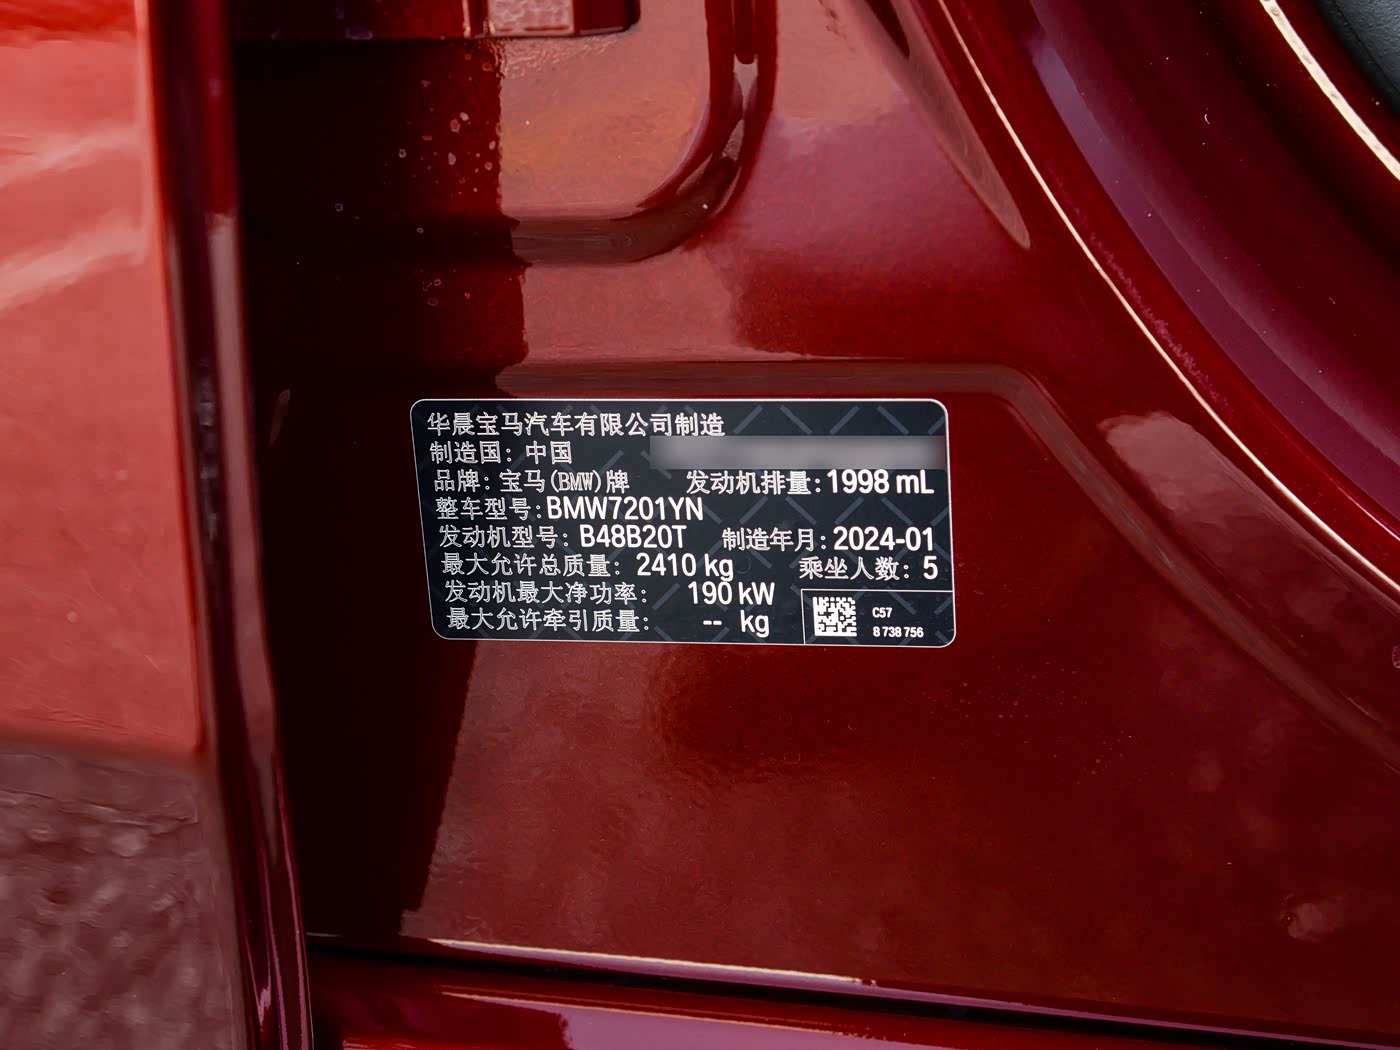 华晨宝马汽车有限公司制造
制造国: 中国
品牌: 宝马(BMW)牌 发动机排量: 1998 mL
整车型号: BMW7201YN
发动机型号: B48B20T 制造年月: 2024-01
最大允许总质量: 2410 kg 乘坐人数: 5
发动机最大净功率: 190 kW
最大允许牵引质量: -- kg
C57
8 738 756